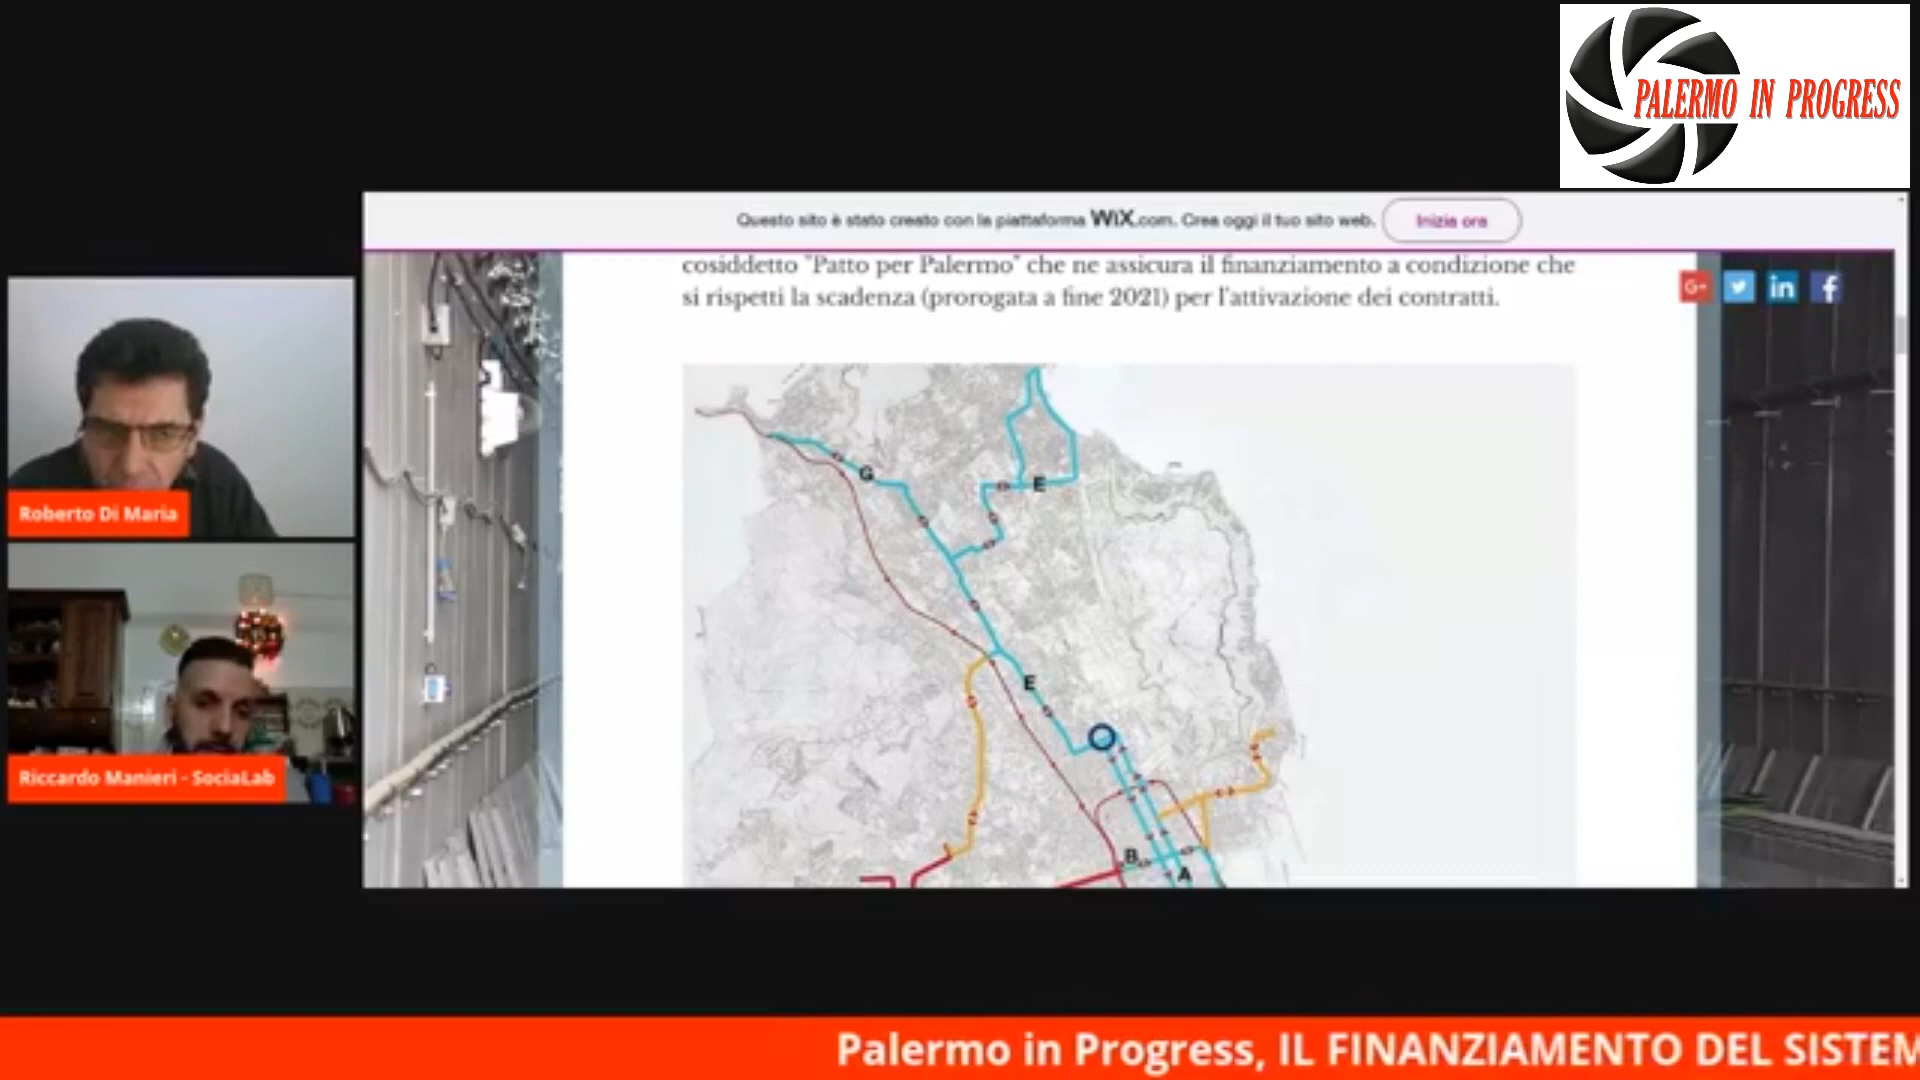 PALERMO IN PROGRESS
Questo sito è stato creato con la piattaforma WiX.com. Crea oggi il tuo sito web.
Inizia ora
cosiddetto "Patto per Palermo" che ne assicura il finanziamento a condizione che
si rispetti la scadenza (prorogata a fine 2021) per l'attivazione dei contratti.
G+
in
f
G
E
E
B
A
Roberto Di Maria
Riccardo Manieri - SociaLab
Palermo in Progress, IL FINANZIAMENTO DEL SISTEM